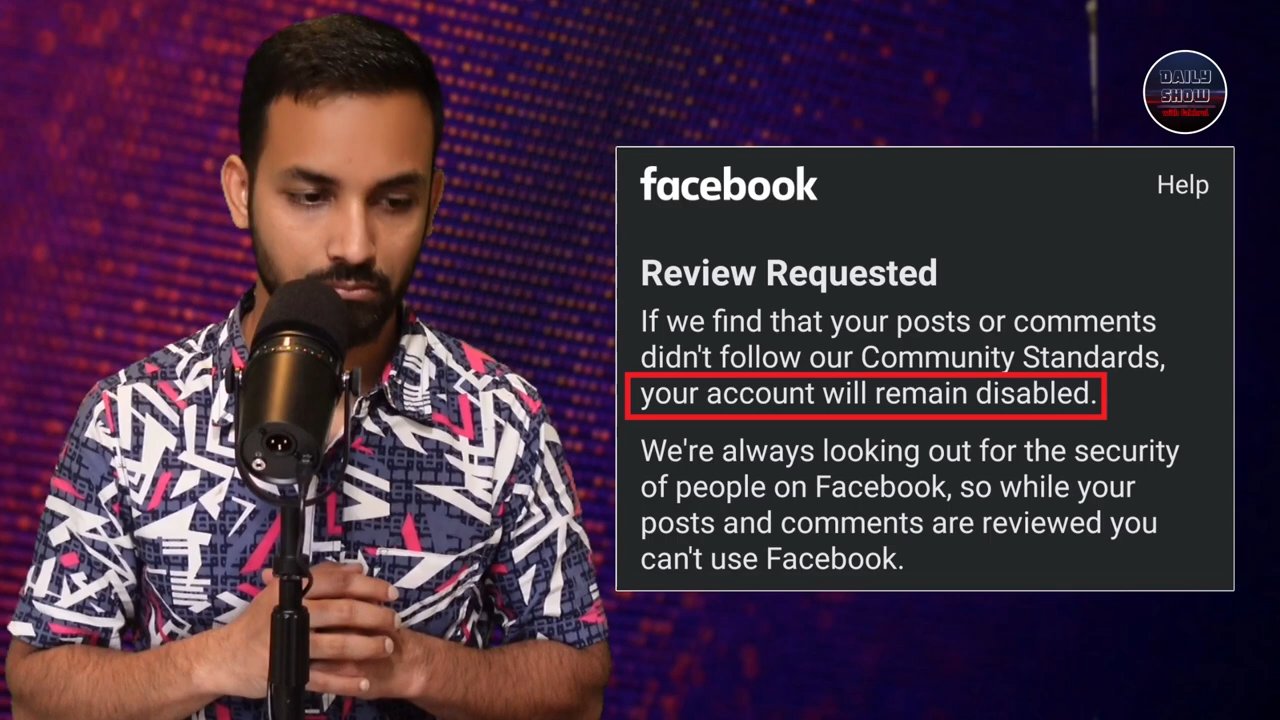 DAILY
SHOW
facebook
Help
Review Requested
If we find that your posts or comments
didn't follow our Community Standards,
your account will remain disabled.
We're always looking out for the security
of people on Facebook, so while your
posts and comments are reviewed you
can't use Facebook.